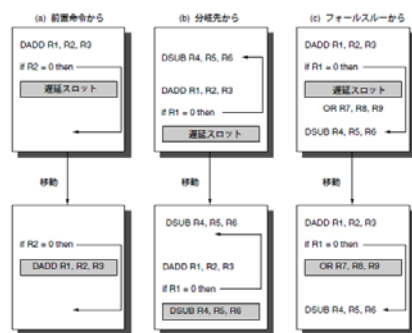 (a) 前置命令から
DADD R1, R2, R3
if R2 = 0 then
遅延スロット
移動
if R2 = 0 then
DADD R1, R2, R3
(b) 分岐先から
DSUB R4, R5, R6
DADD R1, R2, R3
if R1 = 0 then
遅延スロット
移動
DSUB R4, R5, R6
DADD R1, R2, R3
if R1 = 0 then
DSUB R4, R5, R6
(c) フォールスルーから
DADD R1, R2, R3
if R1 = 0 then
遅延スロット
OR R7, R8, R9
DSUB R4, R5, R6
移動
DADD R1, R2, R3
if R1 = 0 then
OR R7, R8, R9
DSUB R4, R5, R6